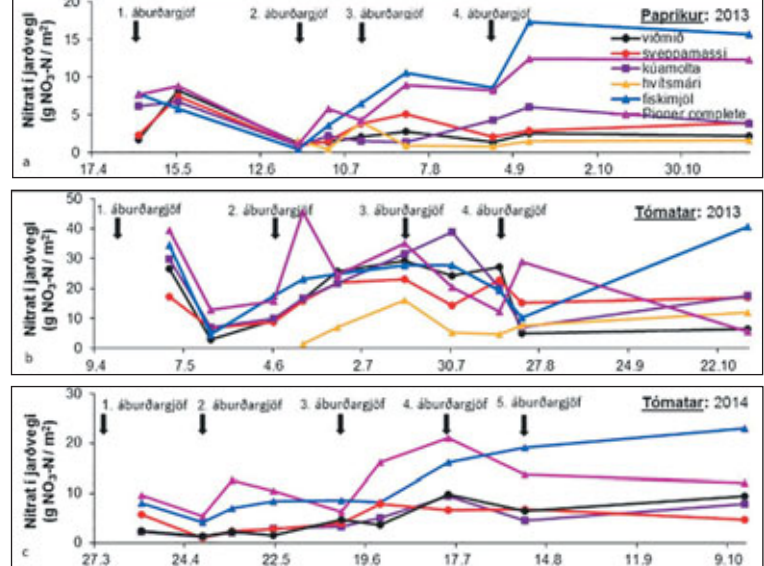 20
1. áburðargjöf 2. áburðargjöf 3. áburðargjöf 4. áburðargjöf Paprikur: 2013
viðmið
sveppamassi
kúamolta
hvítsmári
fiskimjöl
Pioner complete
Nítrat í jarðvegi
(g NO₃-N / m²)
15
10
5
0
a
17.4 15.5 12.6 10.7 7.8 4.9 2.10 30.10
50
1. áburðargjöf 2. áburðargjöf 3. áburðargjöf 4. áburðargjöf Tómatar: 2013
Nítrat í jarðvegi
(g NO₃-N / m²)
40
30
20
10
0
b
9.4 7.5 4.6 2.7 30.7 27.8 24.9 22.10
30
1. áburðargjöf 2. áburðargjöf 3. áburðargjöf 4. áburðargjöf 5. áburðargjöf Tómatar: 2014
Nítrat í jarðvegi
(g NO₃-N / m²)
20
10
0
c
27.3 24.4 22.5 19.6 17.7 14.8 11.9 9.10